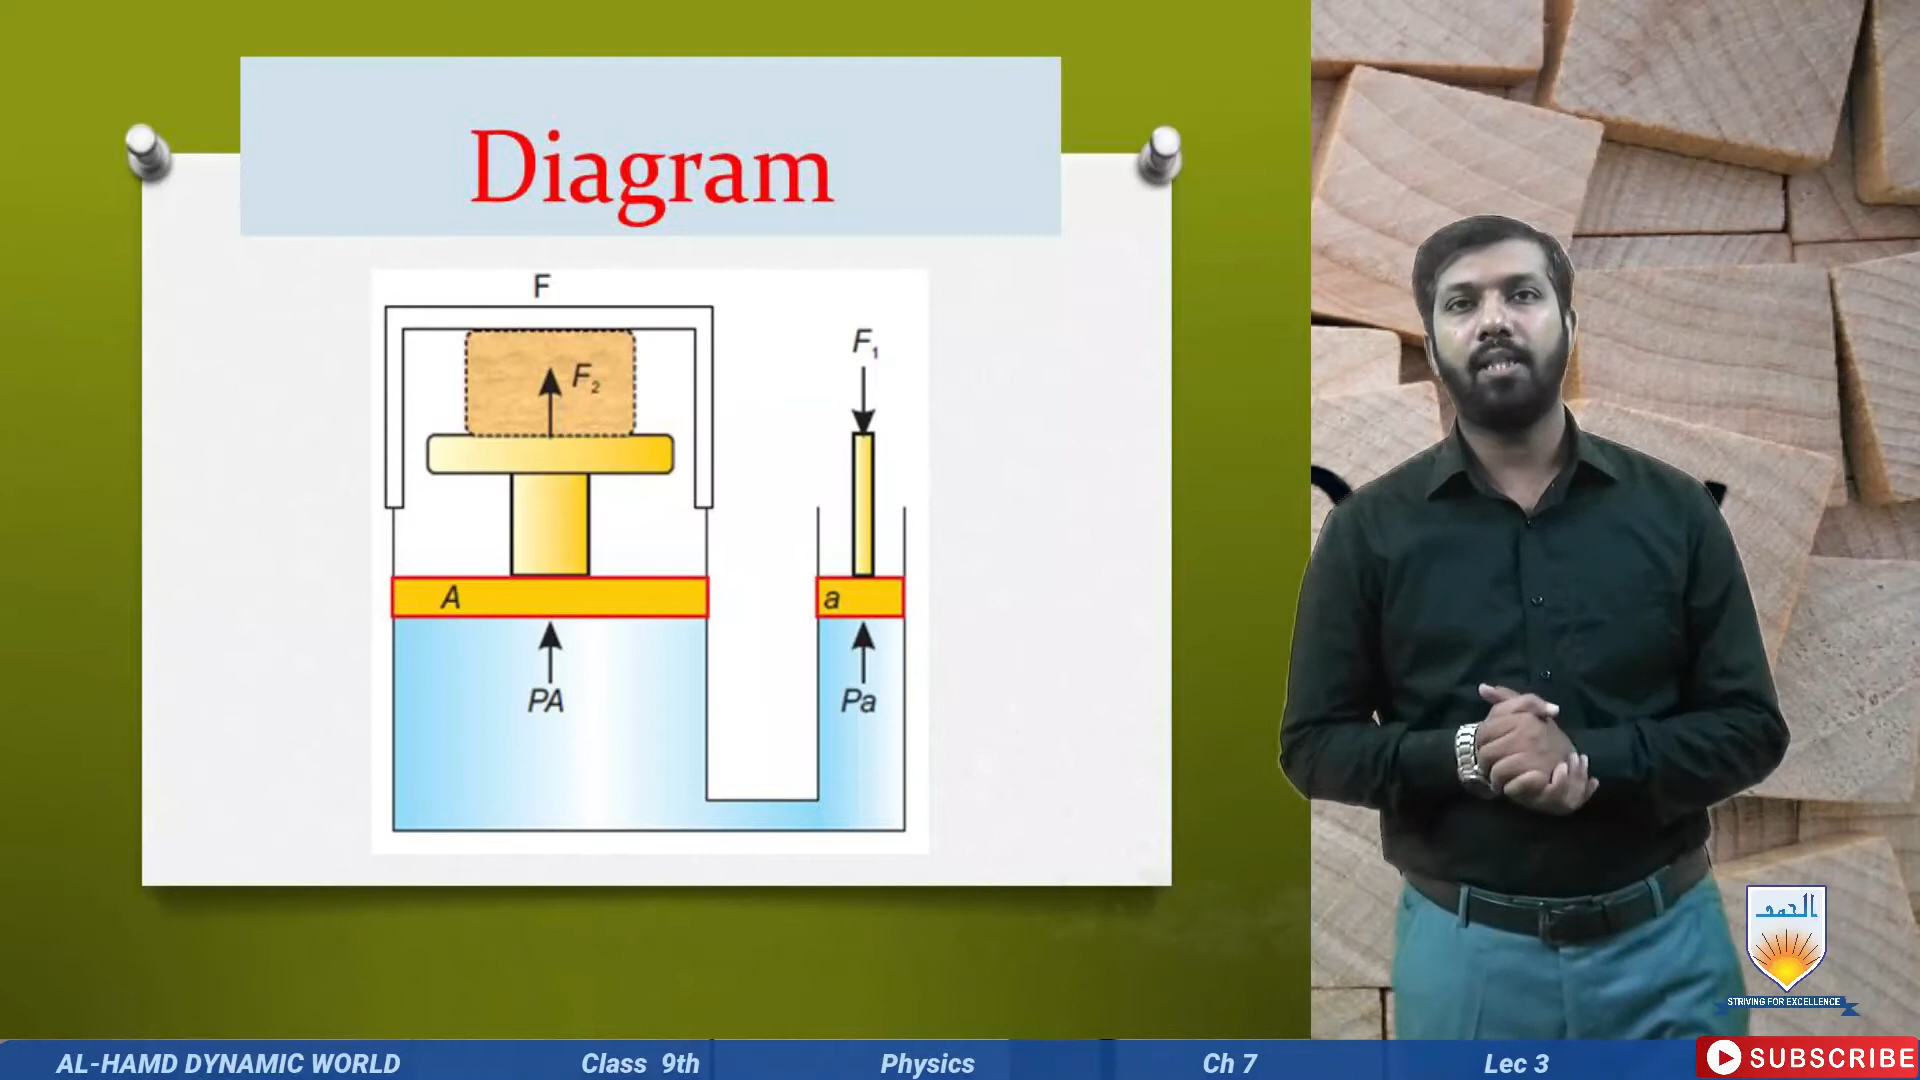 Diagram
F
F₂
F₁
A
a
PA
Pa
الحمد
STRIVING FOR EXCELLENCE
AL-HAMD DYNAMIC WORLD Class 9th Physics Ch 7 Lec 3
SUBSCRIBE